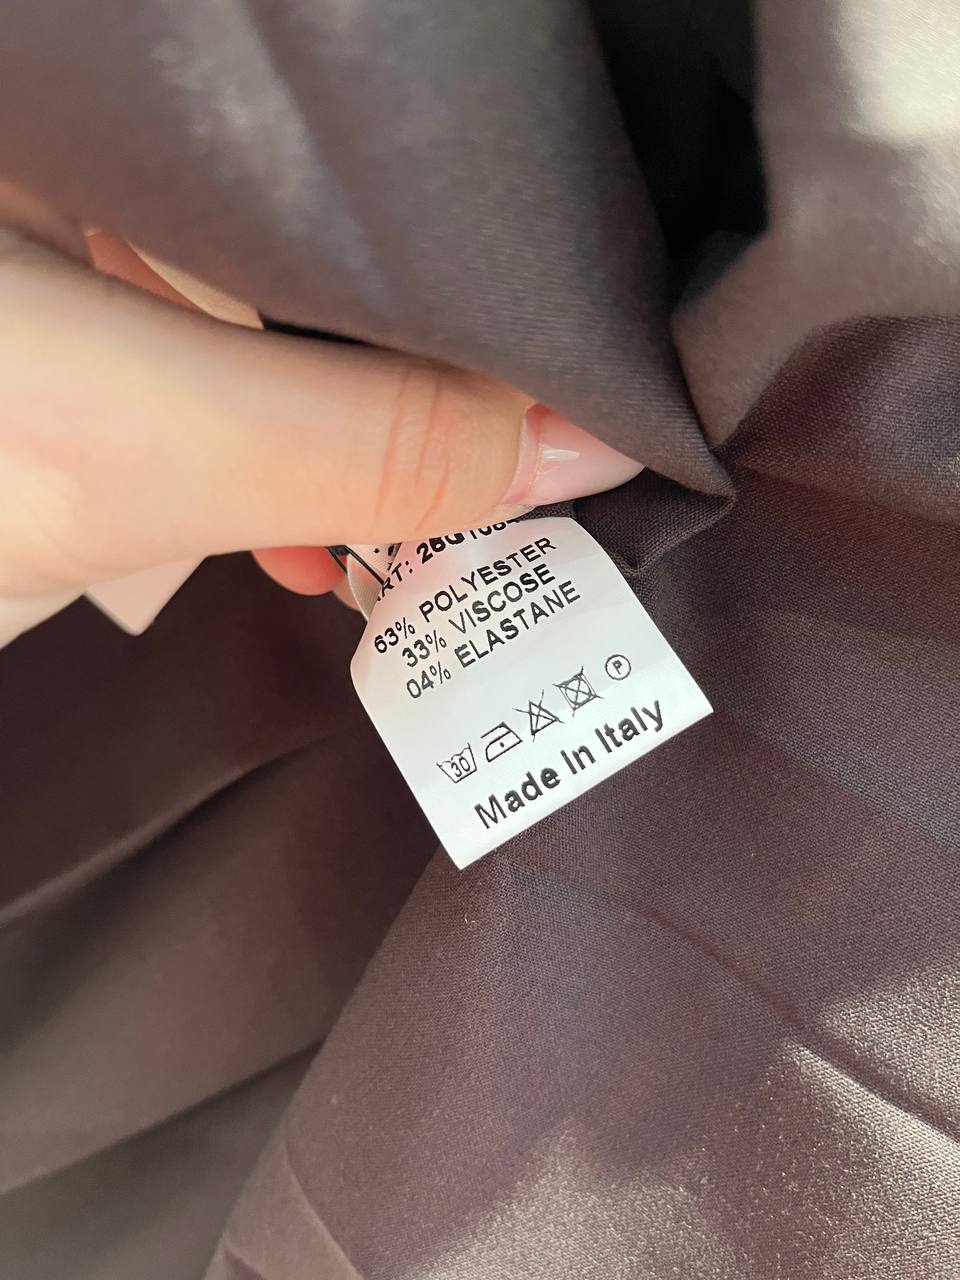 63% POLYESTER
33% VISCOSE
04% ELASTANE
30 P
Made In Italy